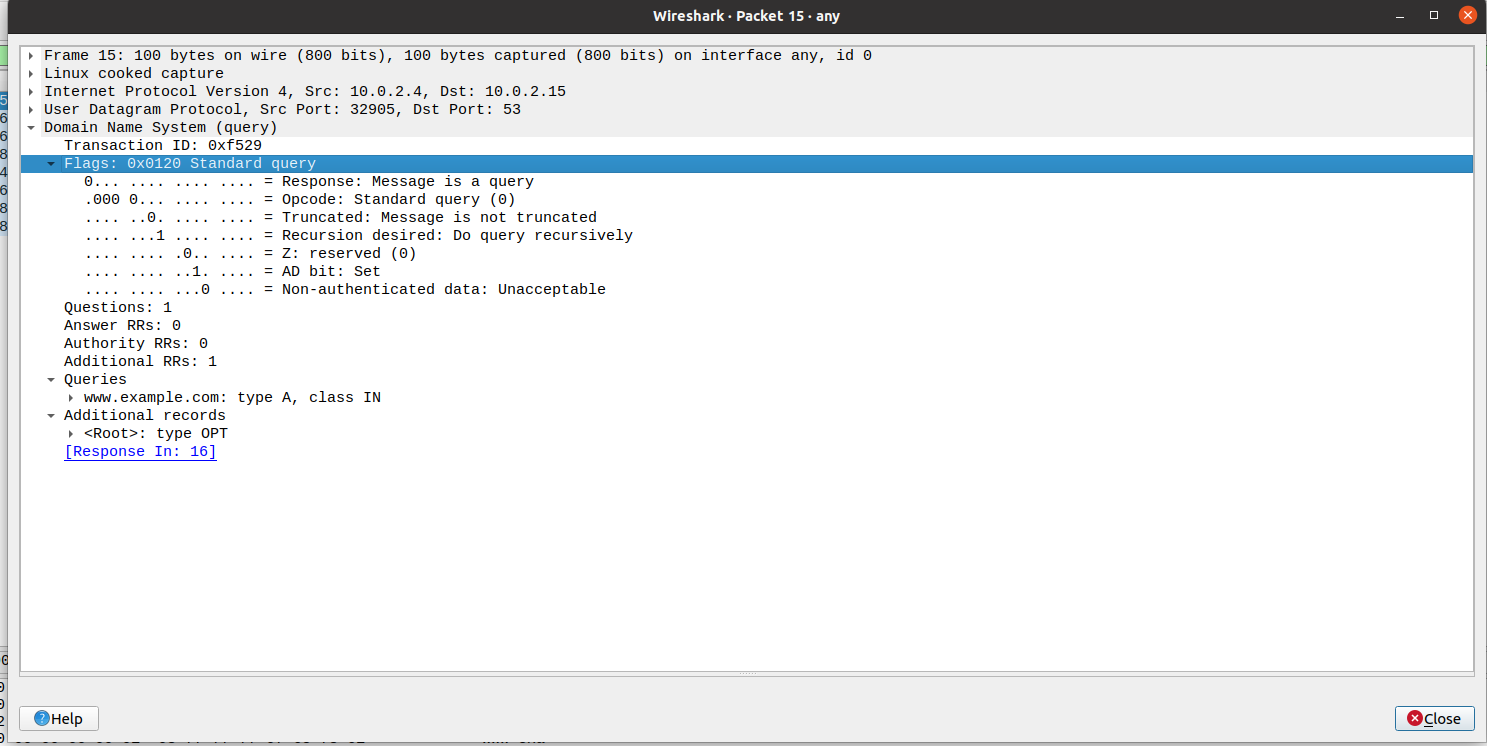 Wireshark · Packet 15 · any
Frame 15: 100 bytes on wire (800 bits), 100 bytes captured (800 bits) on interface any, id 0
Linux cooked capture
Internet Protocol Version 4, Src: 10.0.2.4, Dst: 10.0.2.15
User Datagram Protocol, Src Port: 32905, Dst Port: 53
Domain Name System (query)
Transaction ID: 0xf529
Flags: 0x0120 Standard query
0... .... .... .... = Response: Message is a query
.000 0... .... .... = Opcode: Standard query (0)
.... ..0. .... .... = Truncated: Message is not truncated
.... ...1 .... .... = Recursion desired: Do query recursively
.... .... .0.. .... = Z: reserved (0)
.... .... ..1. .... = AD bit: Set
.... .... ...0 .... = Non-authenticated data: Unacceptable
Questions: 1
Answer RRs: 0
Authority RRs: 0
Additional RRs: 1
Queries
www.example.com: type A, class IN
Additional records
<Root>: type OPT
[Response In: 16]
Help
Close